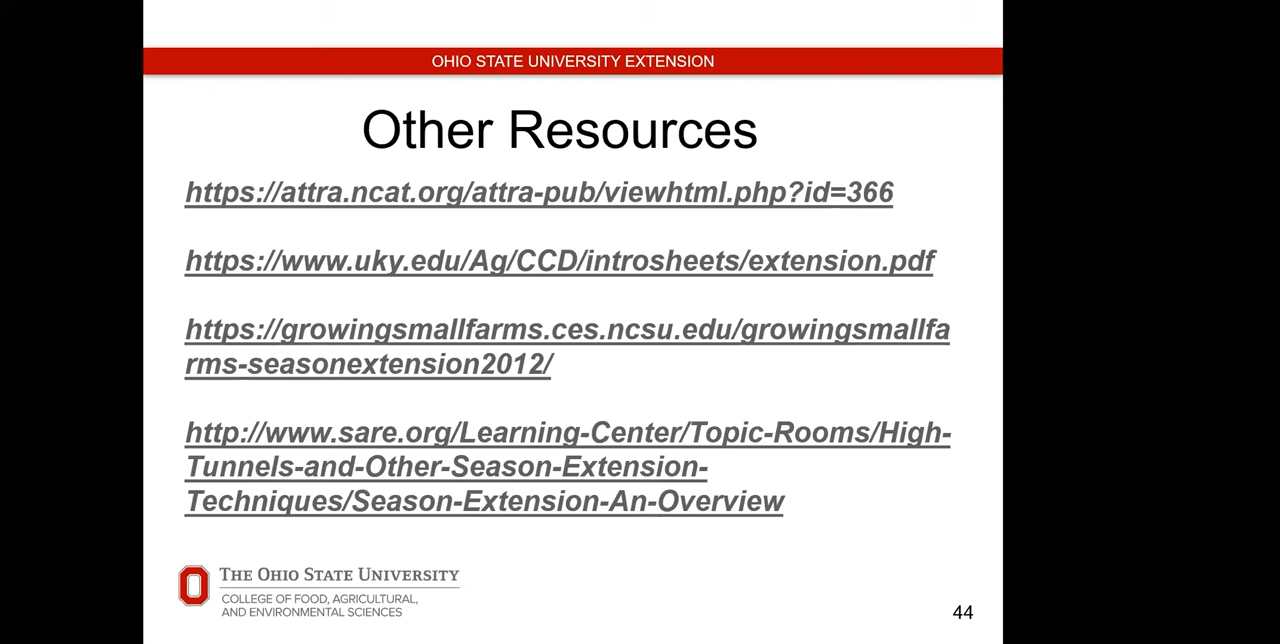 OHIO STATE UNIVERSITY EXTENSION
Other Resources
https://attra.ncat.org/attra-pub/viewhtml.php?id=366
https://www.uky.edu/Ag/CCD/introsheets/extension.pdf
https://growingsmallfarms.ces.ncsu.edu/growingsmallfa
rms-seasonextension2012/
http://www.sare.org/Learning-Center/Topic-Rooms/High-
Tunnels-and-Other-Season-Extension-
Techniques/Season-Extension-An-Overview
THE OHIO STATE UNIVERSITY
COLLEGE OF FOOD, AGRICULTURAL,
AND ENVIRONMENTAL SCIENCES
44